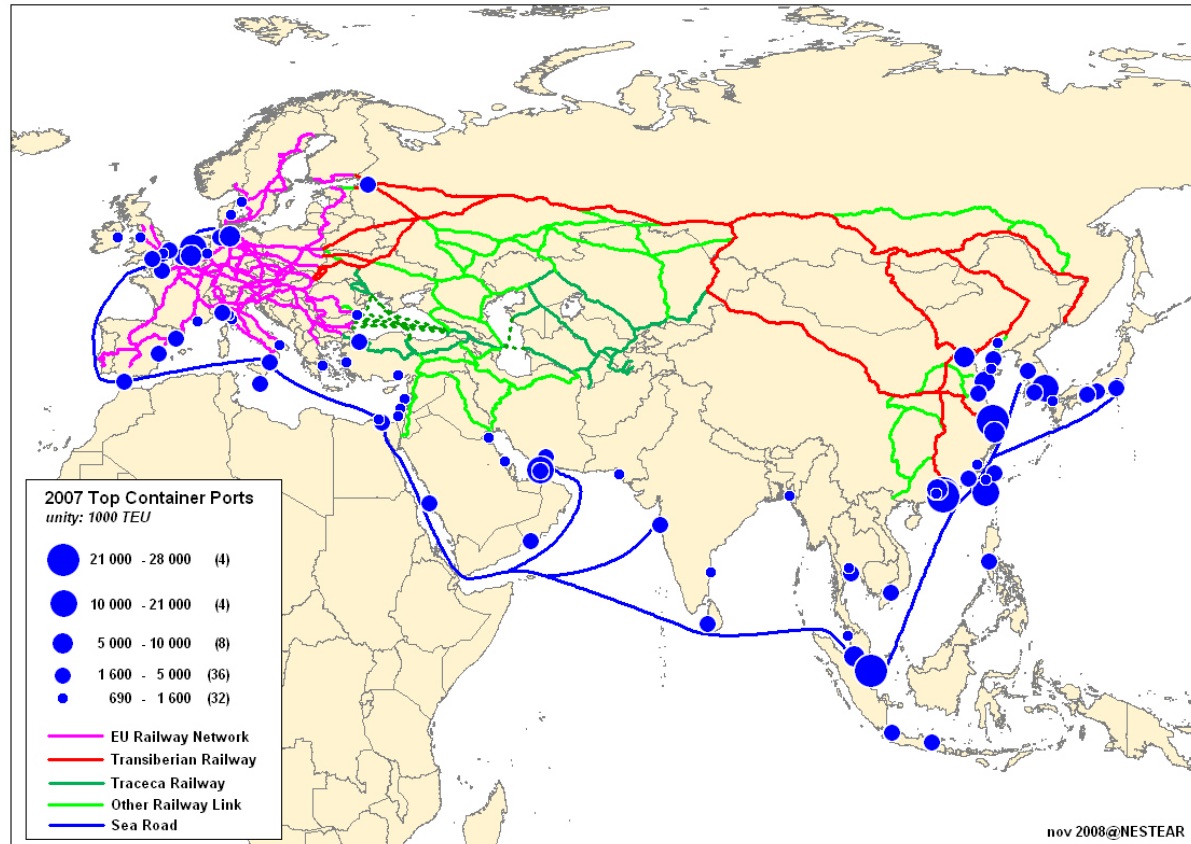 2007 Top Container Ports
unity: 1000 TEU
21 000 - 28 000 (4)
10 000 - 21 000 (4)
5 000 - 10 000 (8)
1 600 - 5 000 (36)
690 - 1 600 (32)
EU Railway Network
Transiberian Railway
Traceca Railway
Other Railway Link
Sea Road
nov 2008@NESTEAR